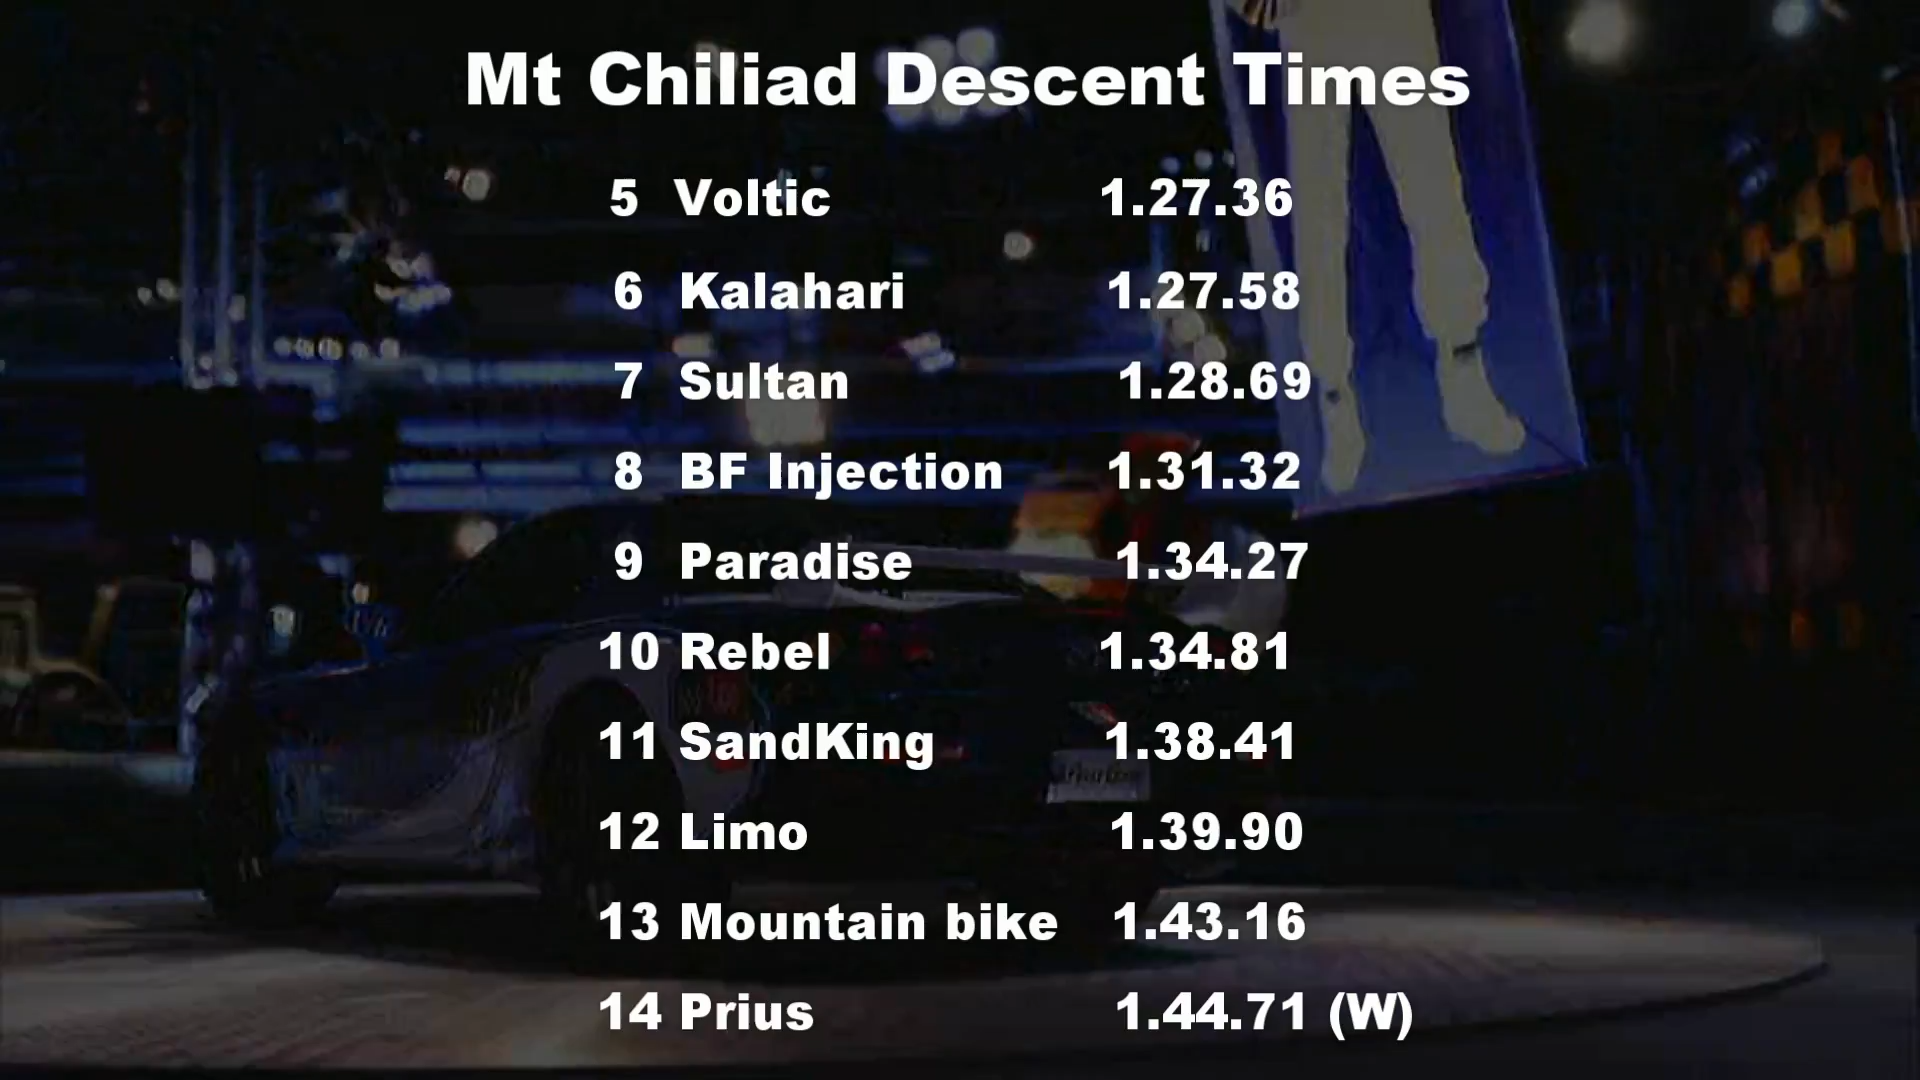 Mt Chiliad Descent Times
5 Voltic 1.27.36
6 Kalahari 1.27.58
7 Sultan 1.28.69
8 BF Injection 1.31.32
9 Paradise 1.34.27
10 Rebel 1.34.81
11 SandKing 1.38.41
12 Limo 1.39.90
13 Mountain bike 1.43.16
14 Prius 1.44.71 (W)